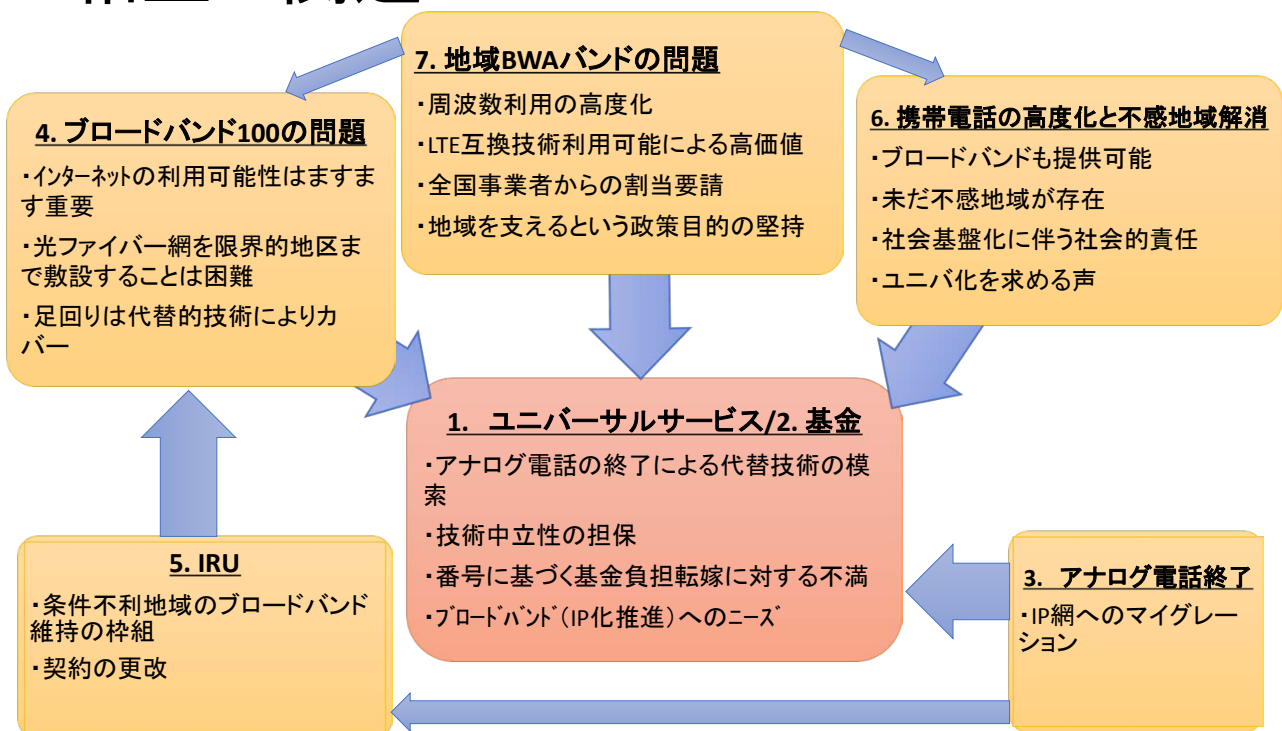 7. 地域BWAバンドの問題
・周波数利用の高度化
・LTE互換技術利用可能による高価値
・全国事業者からの割当要請
・地域を支えるという政策目的の堅持
4. ブロードバンド100の問題
・インターネットの利用可能性はますま
す重要
・光ファイバー網を限界的地区ま
で敷設することは困難
・足回りは代替的技術によりカ
バー
6. 携帯電話の高度化と不感地域解消
・ブロードバンドも提供可能
・未だ不感地域が存在
・社会基盤化に伴う社会的責任
・ユニバ化を求める声
1. ユニバーサルサービス/2. 基金
・アナログ電話の終了による代替技術の模
索
・技術中立性の担保
・番号に基づく基金負担転嫁に対する不満
・ブロードバンド(IP化推進)へのニーズ
5. IRU
・条件不利地域のブロードバンド
維持の枠組
・契約の更改
3. アナログ電話終了
・IP網へのマイグレー
ション